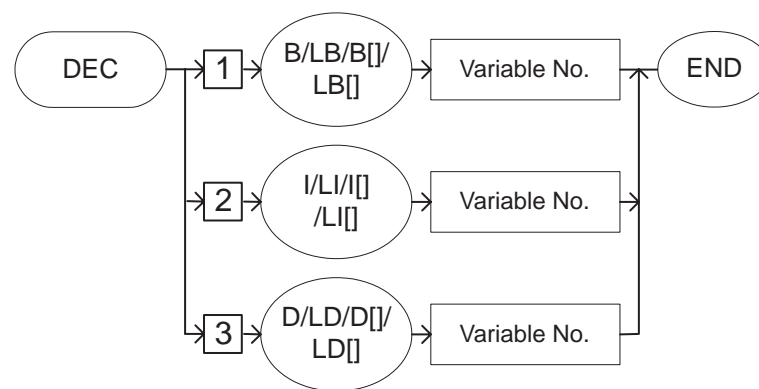 DEC
1
B/LB/B[]/
LB[]
Variable No.
END
2
I/LI/I[]
/LI[]
Variable No.
3
D/LD/D[]/
LD[]
Variable No.